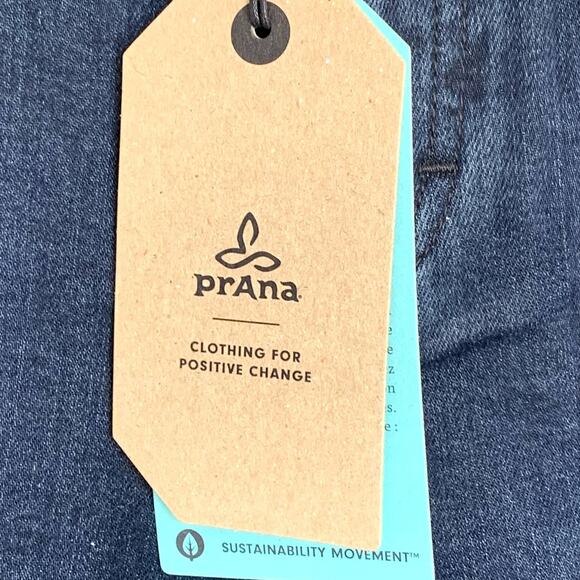 prAna
CLOTHING FOR
POSITIVE CHANGE
e
e
z
n
s.
e :
SUSTAINABILITY MOVEMENT™